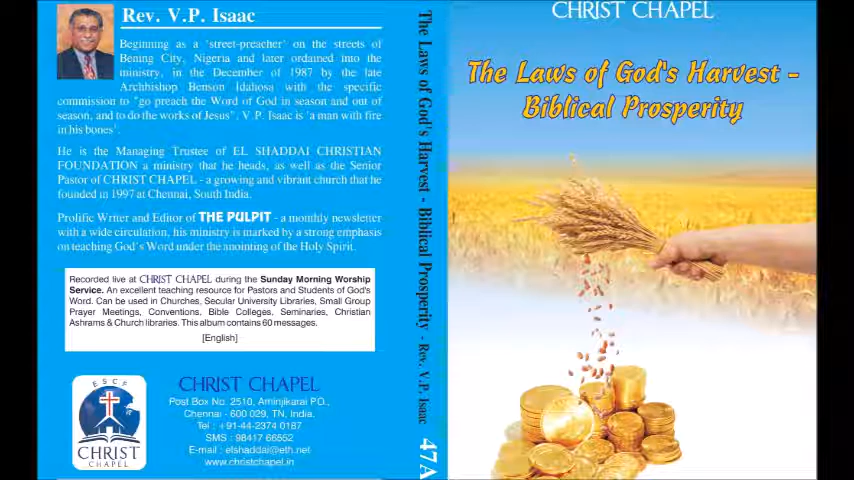 Rev. V.P. Isaac
Beginning as a 'street-preacher' on the streets of
Bening City, Nigeria and later ordained into the
ministry, in the December of 1987 by the late
Archbishop Benson Idahosa with the specific
commission to "go preach the Word of God in season and out of
season, and to do the works of Jesus". V.P. Isaac is 'a man with fire
in his bones'.
He is the Managing Trustee of EL SHADDAI CHRISTIAN
FOUNDATION a ministry that he heads, as well as the Senior
Pastor of CHRIST CHAPEL - a growing and vibrant church that he
founded in 1997 at Chennai, South India.
Prolific Writer and Editor of THE PULPIT - a monthly newsletter
with a wide circulation, his ministry is marked by a strong emphasis
on teaching God's Word under the anointing of the Holy Spirit.
Recorded live at CHRIST CHAPEL during the Sunday Morning Worship
Service. An excellent teaching resource for Pastors and Students of God's
Word. Can be used in Churches, Secular University Libraries, Small Group
Prayer Meetings, Conventions, Bible Colleges, Seminaries, Christian
Ashrams & Church libraries. This album contains 60 messages.
[English]
ESCF
CHRIST
CHAPEL
CHRIST CHAPEL
Post Box No. 2510, Aminjikarai P.O.,
Chennai - 600 029, TN, India.
Tel : +91-44-2374 0187
SMS : 98417 66552
E-mail : elshaddai@eth.net
www.christchapel.in
The Laws of God's Harvest - Biblical Prosperity - Rev. V.P. Isaac
47A
CHRIST CHAPEL
The Laws of God's Harvest -
Biblical Prosperity